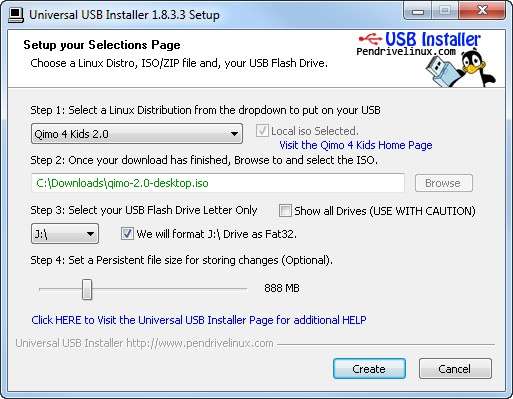 Universal USB Installer 1.8.3.3 Setup
Setup your Selections Page
Choose a Linux Distro, ISO/ZIP file and, your USB Flash Drive.
USB Installer
Pendrivelinux.com
Step 1: Select a Linux Distribution from the dropdown to put on your USB
Qimo 4 Kids 2.0
Local iso Selected.
Visit the Qimo 4 Kids Home Page
Step 2: Once your download has finished, Browse to and select the ISO.
C:\Downloads\qimo-2.0-desktop.iso
Browse
Step 3: Select your USB Flash Drive Letter Only
Show all Drives (USE WITH CAUTION)
J:\
We will format J:\ Drive as Fat32.
Step 4: Set a Persistent file size for storing changes (Optional).
888 MB
Click HERE to Visit the Universal USB Installer Page for additional HELP
Universal USB Installer http://www.pendrivelinux.com
Create
Cancel